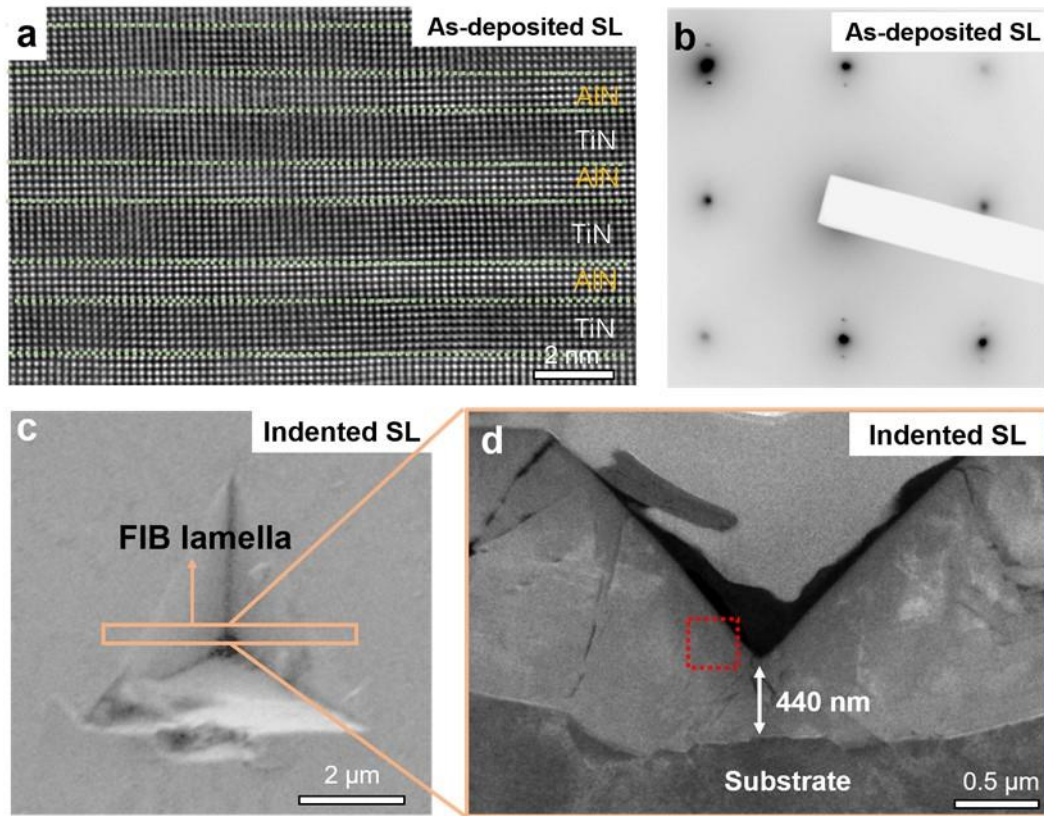 a
As-deposited SL
AlN
TiN
AlN
TiN
AlN
TiN
2 nm
b
As-deposited SL
c
Indented SL
FIB lamella
2 µm
d
Indented SL
440 nm
Substrate
0.5 µm